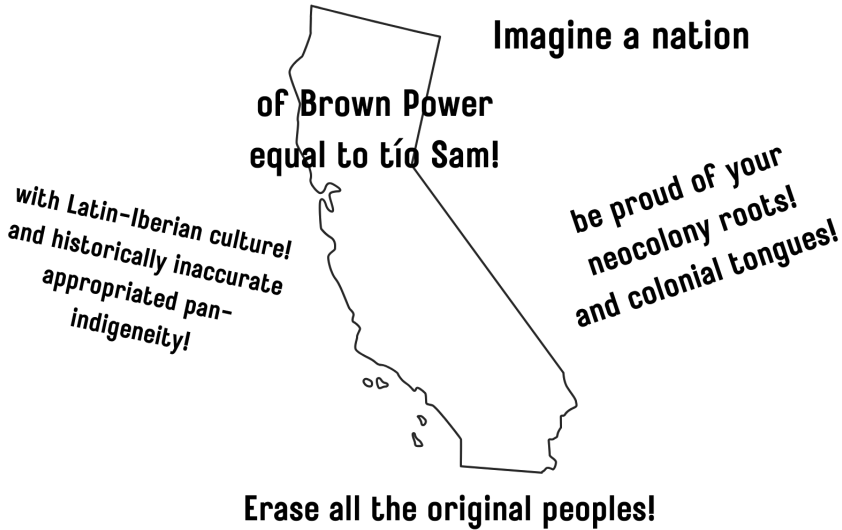 Imagine a nation
of Brown Power
equal to tío Sam!
with Latin-Iberian culture!
and historically inaccurate
appropriated pan-
indigeneity!
be proud of your
neocolony roots!
and colonial tongues!
Erase all the original peoples!